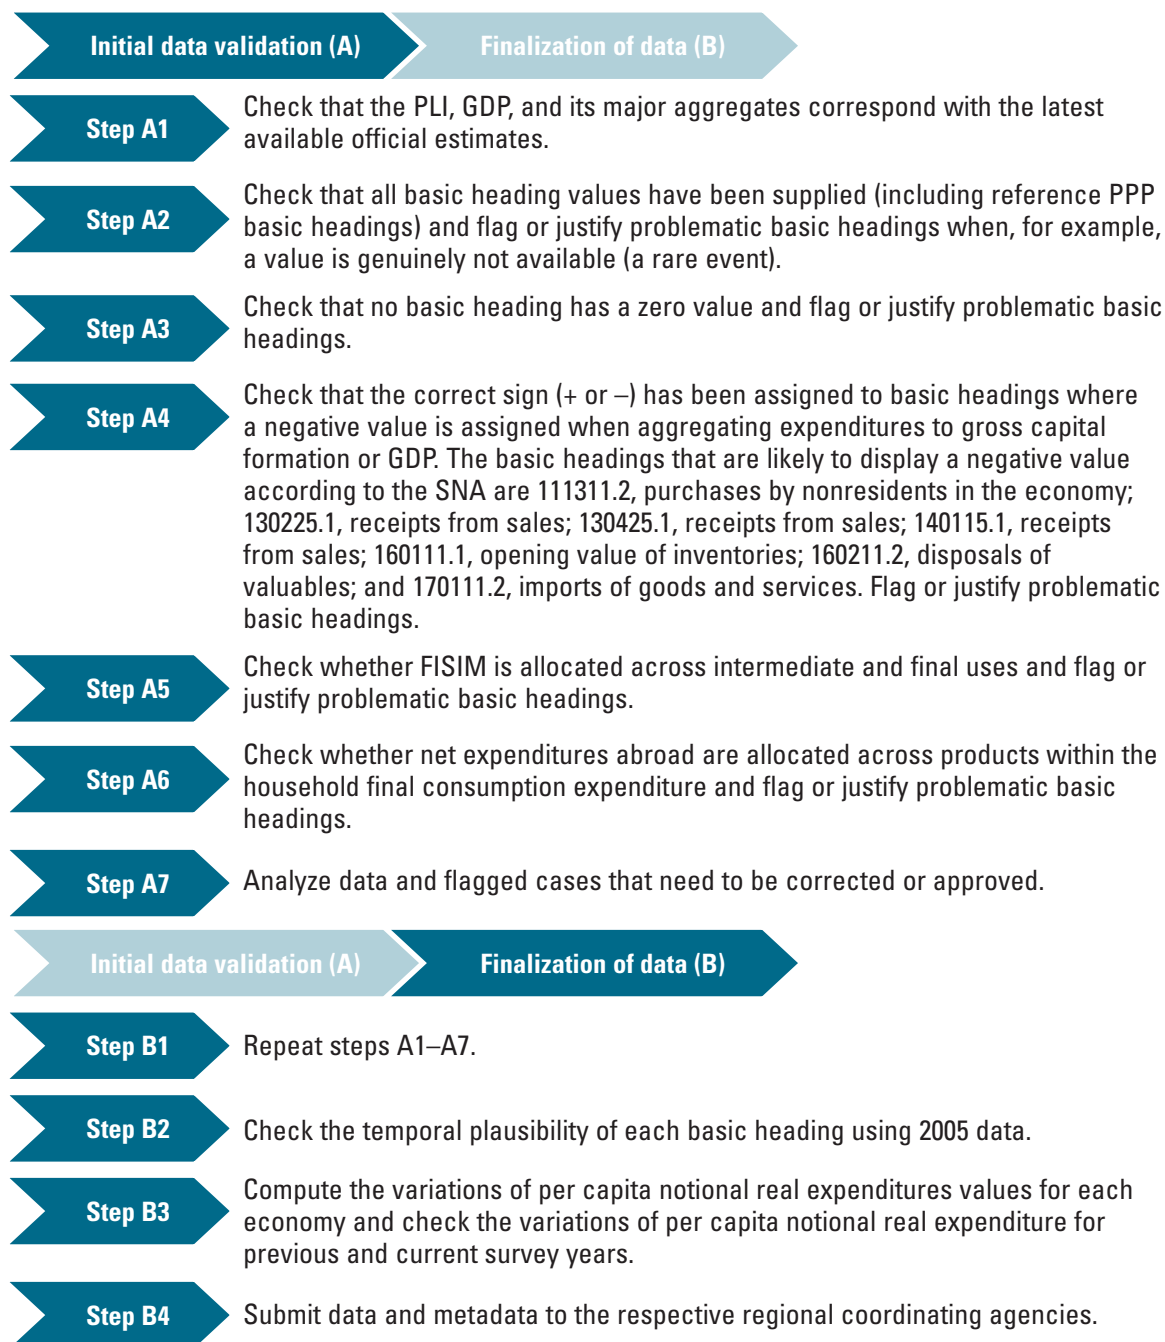 Initial data validation (A) Finalization of data (B)
Step A1
Check that the PLI, GDP, and its major aggregates correspond with the latest
available official estimates.
Step A2
Check that all basic heading values have been supplied (including reference PPP
basic headings) and flag or justify problematic basic headings when, for example,
a value is genuinely not available (a rare event).
Step A3
Check that no basic heading has a zero value and flag or justify problematic basic
headings.
Step A4
Check that the correct sign (+ or –) has been assigned to basic headings where
a negative value is assigned when aggregating expenditures to gross capital
formation or GDP. The basic headings that are likely to display a negative value
according to the SNA are 111311.2, purchases by nonresidents in the economy;
130225.1, receipts from sales; 130425.1, receipts from sales; 140115.1, receipts
from sales; 160111.1, opening value of inventories; 160211.2, disposals of
valuables; and 170111.2, imports of goods and services. Flag or justify problematic
basic headings.
Step A5
Check whether FISIM is allocated across intermediate and final uses and flag or
justify problematic basic headings.
Step A6
Check whether net expenditures abroad are allocated across products within the
household final consumption expenditure and flag or justify problematic basic
headings.
Step A7
Analyze data and flagged cases that need to be corrected or approved.
Initial data validation (A) Finalization of data (B)
Step B1
Repeat steps A1–A7.
Step B2
Check the temporal plausibility of each basic heading using 2005 data.
Step B3
Compute the variations of per capita notional real expenditures values for each
economy and check the variations of per capita notional real expenditure for
previous and current survey years.
Step B4
Submit data and metadata to the respective regional coordinating agencies.